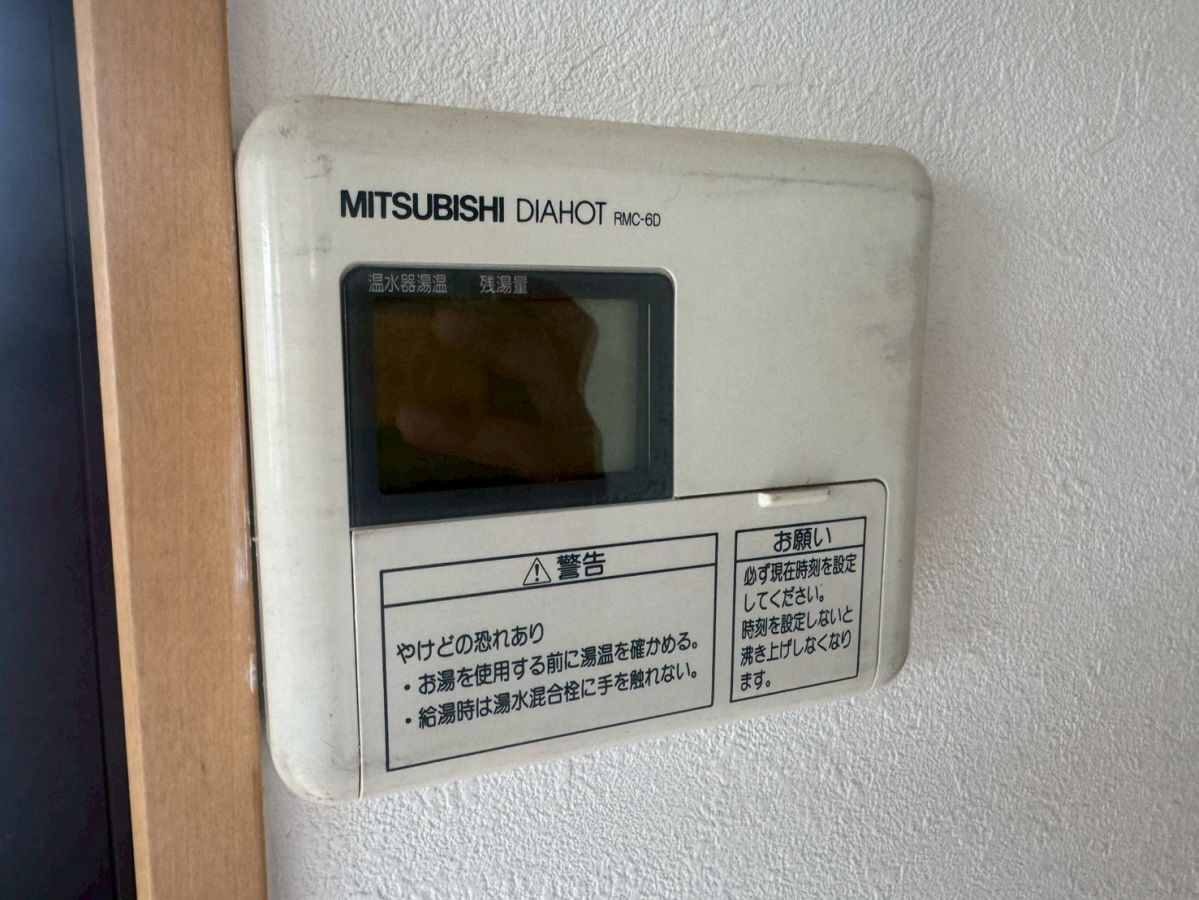 MITSUBISHI DIAHOT RMC-6D
温水器湯温 残湯量
⚠警告
やけどの恐れあり
・お湯を使用する前に湯温を確かめる。
・給湯時は湯水混合栓に手を触れない。
お願い
必ず現在時刻を設定
してください。
時刻を設定しないと
沸き上げしなくなり
ます。